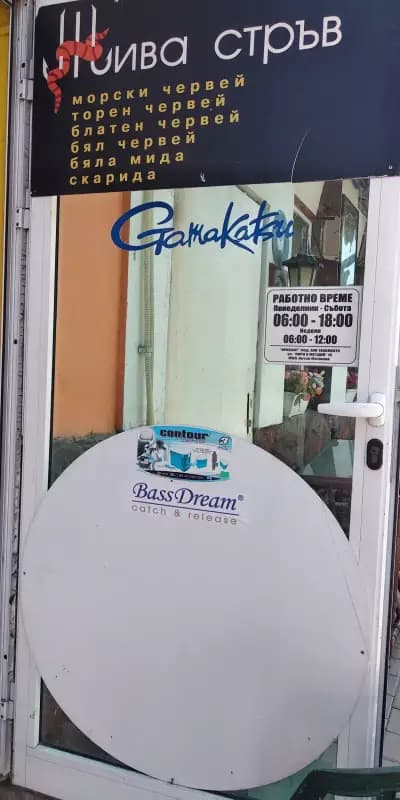 Жива стръв
морски червей
торен червей
блатен червей
бял червей
бяла мида
скарида
Gamakatsu
РАБОТНО ВРЕМЕ
Понеделник - Събота
06:00 - 18:00
Неделя
06:00 - 12:00
contour
BassDream®
catch & release